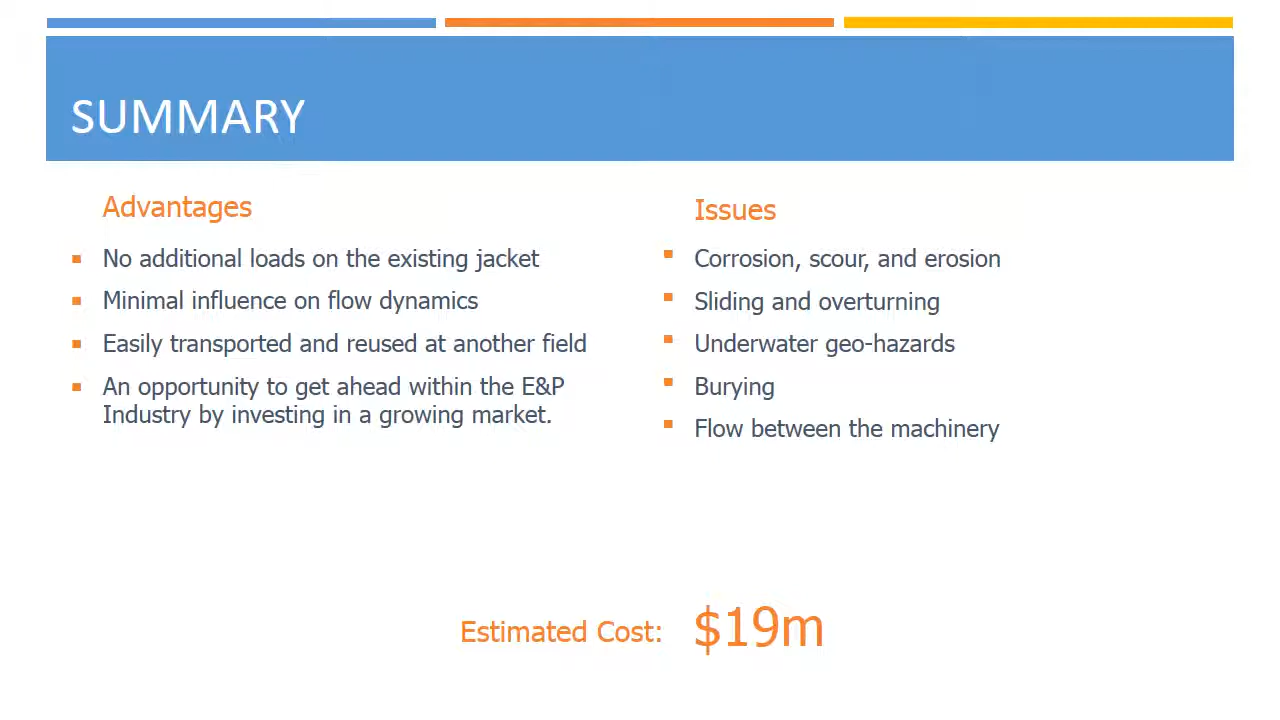 SUMMARY
Advantages
No additional loads on the existing jacket
Minimal influence on flow dynamics
Easily transported and reused at another field
An opportunity to get ahead within the E&P
Industry by investing in a growing market.
Issues
Corrosion, scour, and erosion
Sliding and overturning
Underwater geo-hazards
Burying
Flow between the machinery
Estimated Cost: $19m